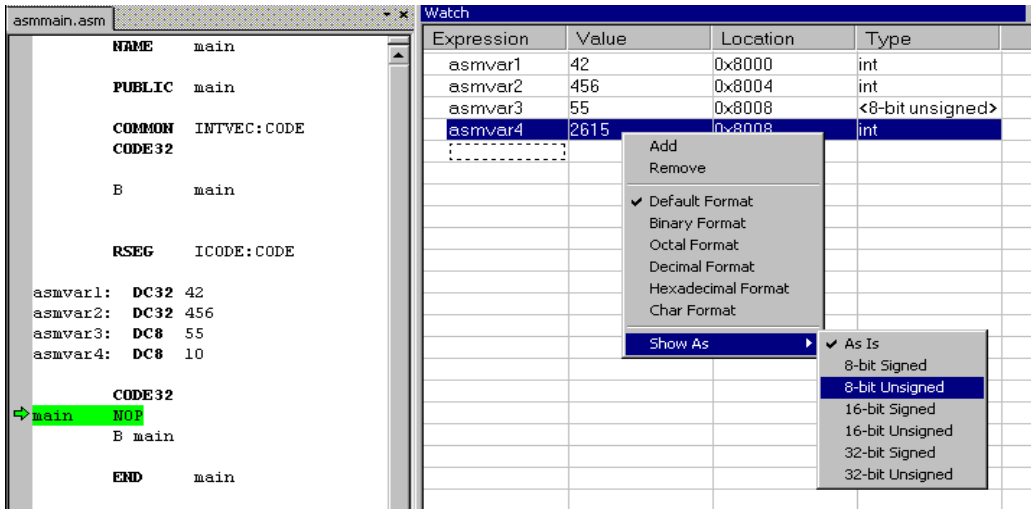 asmmain.asm
NAME main
PUBLIC main
COMMON INTVEC:CODE
CODE32
B main
RSEG ICODE:CODE
asmvar1: DC32 42
asmvar2: DC32 456
asmvar3: DC8 55
asmvar4: DC8 10
CODE32
main NOP
B main
END main
Watch
Expression Value Location Type
asmvar1 42 0x8000 int
asmvar2 456 0x8004 int
asmvar3 55 0x8008 <8-bit unsigned>
asmvar4 2615 0x8008 int
Add
Remove
Default Format
Binary Format
Octal Format
Decimal Format
Hexadecimal Format
Char Format
Show As
As Is
8-bit Signed
8-bit Unsigned
16-bit Signed
16-bit Unsigned
32-bit Signed
32-bit Unsigned